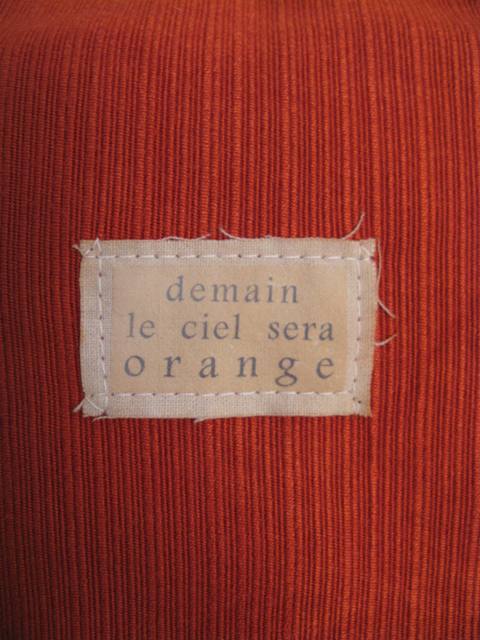 demain
le ciel sera
orange